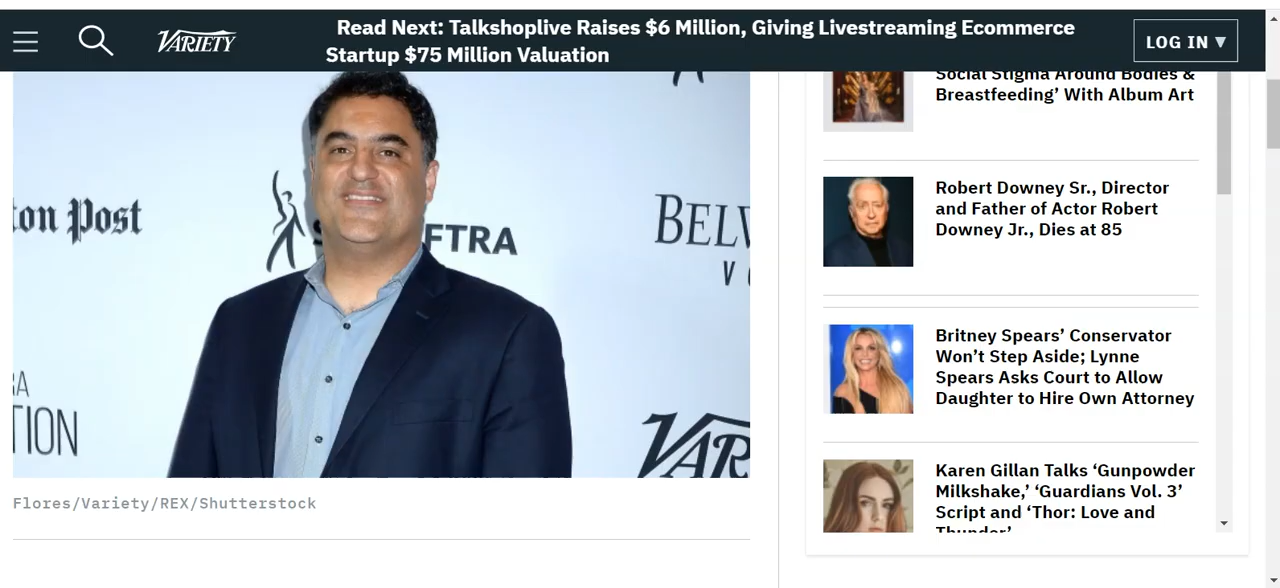 Read Next: Talkshoplive Raises $6 Million, Giving Livestreaming Ecommerce
Startup $75 Million Valuation
VARIETY
LOG IN ▼
ton Post
FTRA
BELV
V
RA
TION
VAR
Flores/Variety/REX/Shutterstock
Social Stigma Around Bodies &
Breastfeeding’ With Album Art
Robert Downey Sr., Director
and Father of Actor Robert
Downey Jr., Dies at 85
Britney Spears’ Conservator
Won’t Step Aside; Lynne
Spears Asks Court to Allow
Daughter to Hire Own Attorney
Karen Gillan Talks ‘Gunpowder
Milkshake,’ ‘Guardians Vol. 3’
Script and ‘Thor: Love and
Thunder’